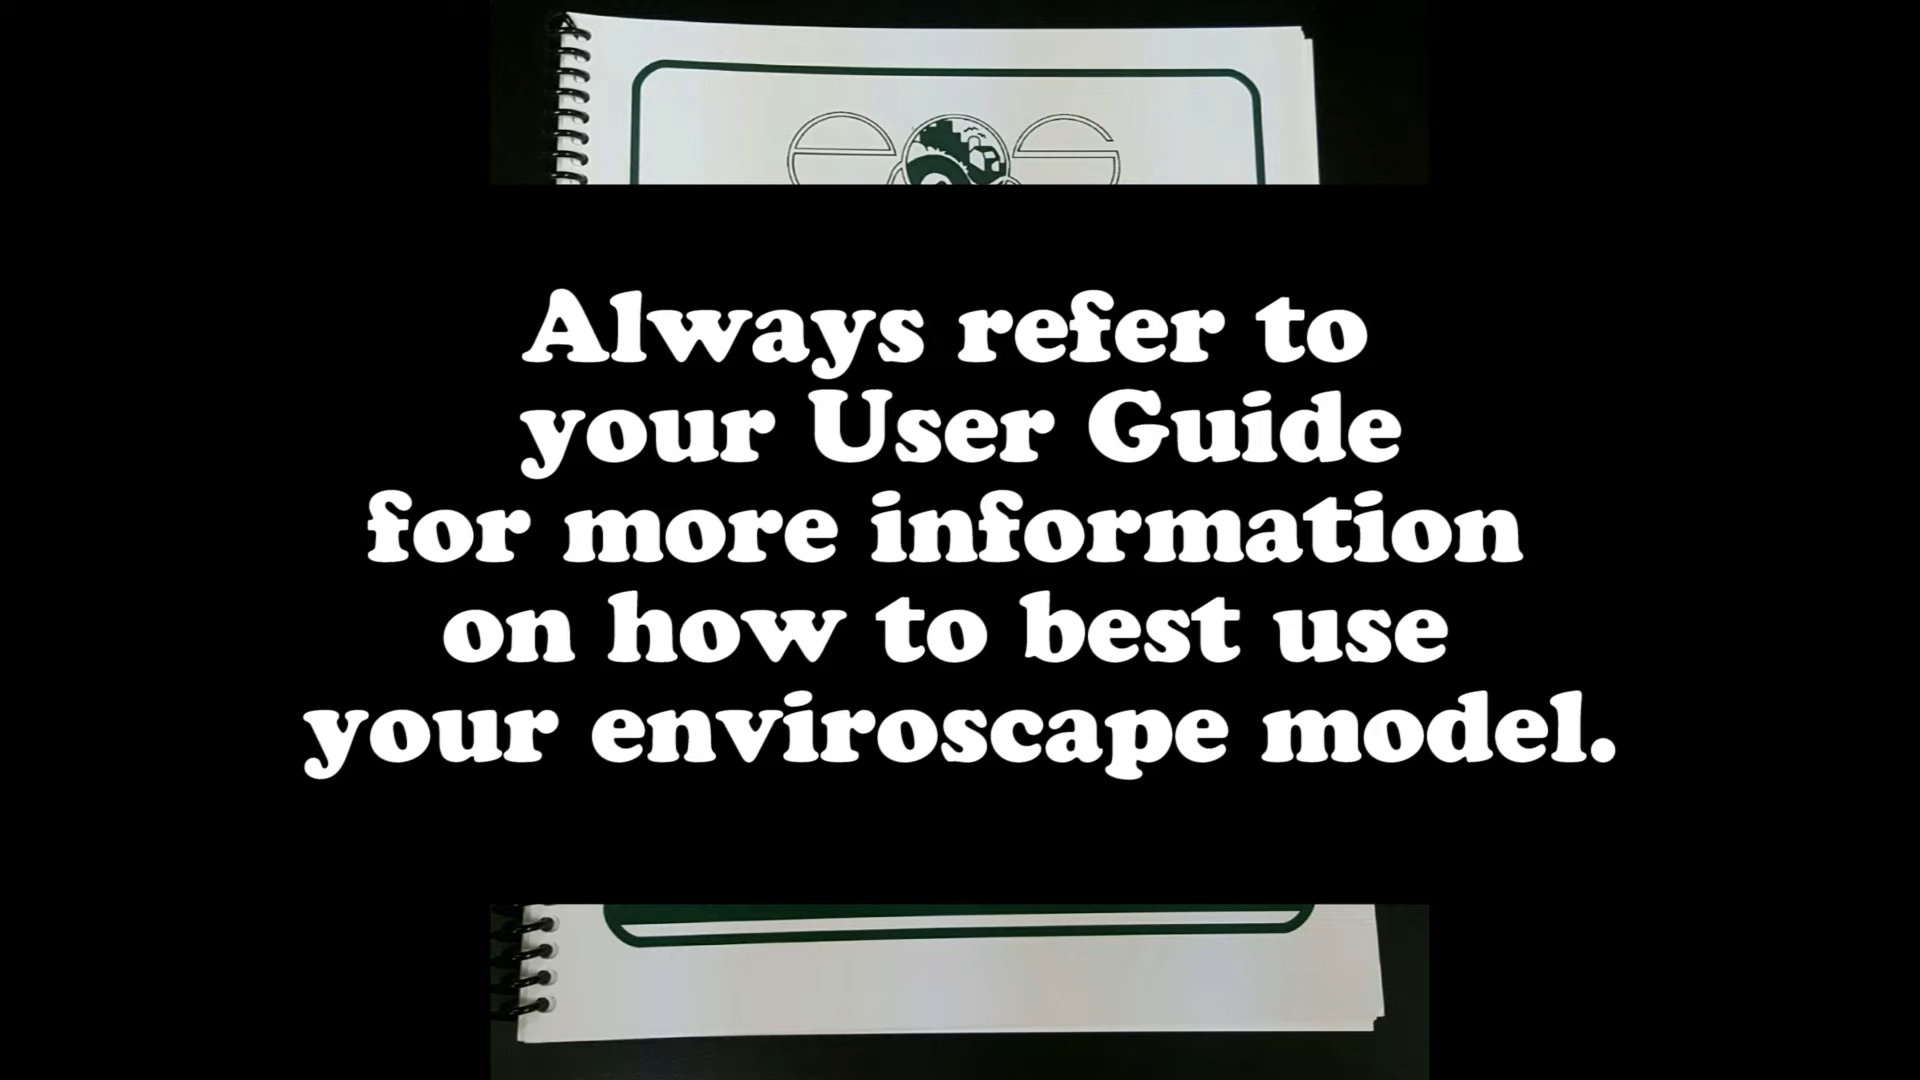 Always refer to
your User Guide
for more information
on how to best use
your enviroscape model.